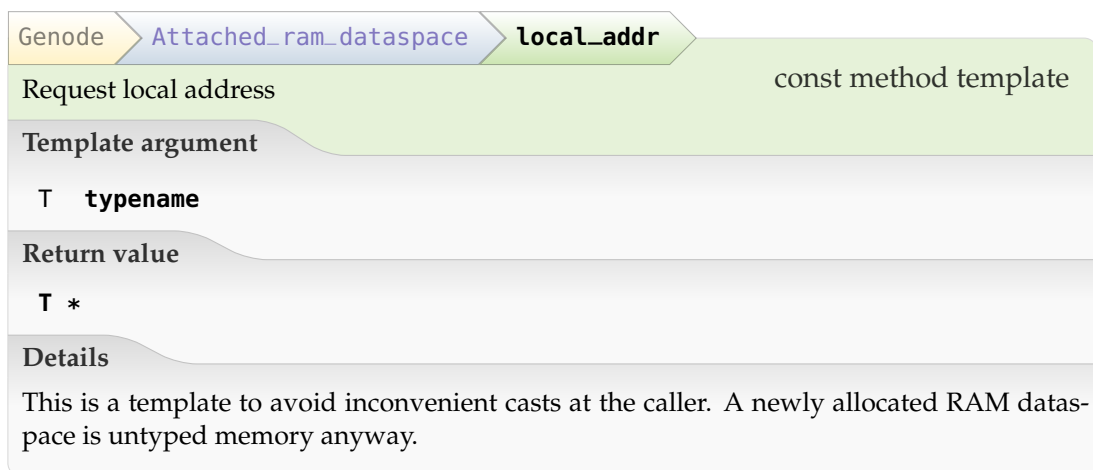 Genode Attached_ram_dataspace local_addr
Request local address const method template
Template argument
T typename
Return value
T *
Details
This is a template to avoid inconvenient casts at the caller. A newly allocated RAM datas-
pace is untyped memory anyway.